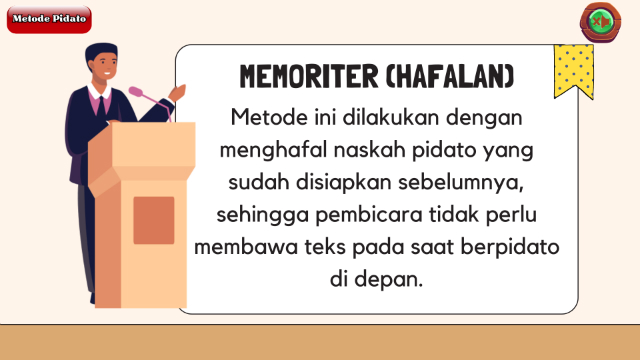 Metode Pidato
MEMORITER (HAFALAN)
Metode ini dilakukan dengan
menghafal naskah pidato yang
sudah disiapkan sebelumnya,
sehingga pembicara tidak perlu
membawa teks pada saat berpidato
di depan.